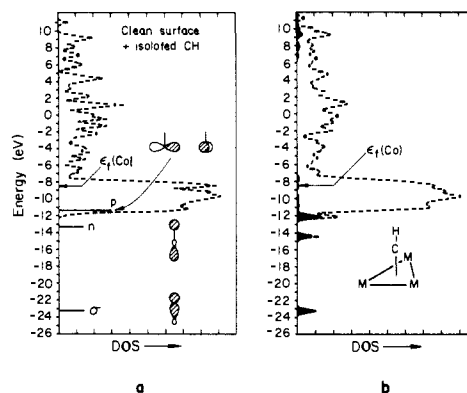 Clean surface
+ isolated CH
Energy (eV)
10
8
6
4
2
0
-2
-4
-6
-8
-10
-12
-14
-16
-18
-20
-22
-24
-26
εf(Co)
p
n
σ
DOS
a
10
8
6
4
2
0
-2
-4
-6
-8
-10
-12
-14
-16
-18
-20
-22
-24
-26
εf(Co)
H
C
M
M
M
DOS
b